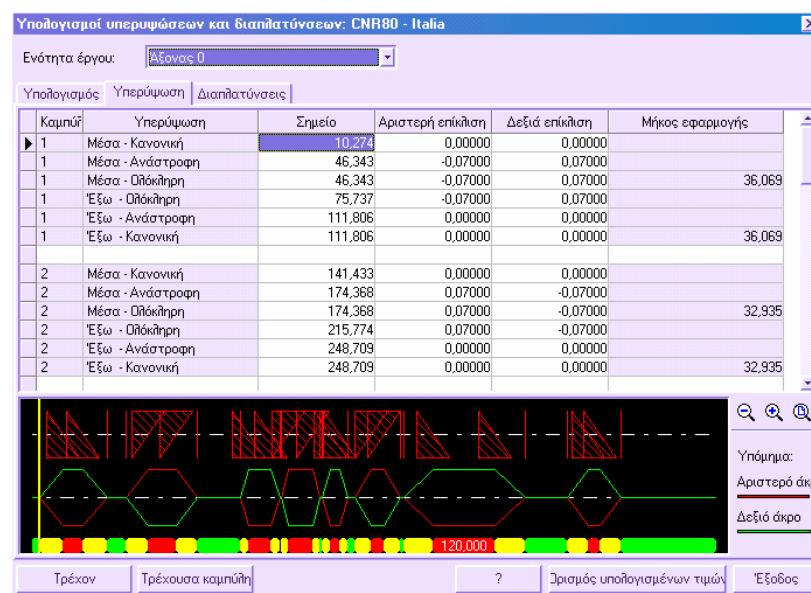 Υπολογισμοί υπερυψώσεων και διαπλατύνσεων: CNR80 - Italia
Ενότητα έργου: Άξονας 0
Υπολογισμός Υπερύψωση Διαπλατύνσεις
Καμπύλ Υπερύψωση Σημείο Αριστερή επίκλιση Δεξιά επίκλιση Μήκος εφαρμογής
1 Μέσα - Κανονική 10,274 0,00000 0,00000
1 Μέσα - Ανάστροφη 46,343 -0,07000 0,07000
1 Μέσα - Ολόκληρη 46,343 -0,07000 0,07000 36,069
1 Έξω - Ολόκληρη 75,737 -0,07000 0,07000
1 Έξω - Ανάστροφη 111,806 0,00000 0,00000
1 Έξω - Κανονική 111,806 0,00000 0,00000 36,069
2 Μέσα - Κανονική 141,433 0,00000 0,00000
2 Μέσα - Ανάστροφη 174,368 0,07000 -0,07000
2 Μέσα - Ολόκληρη 174,368 0,07000 -0,07000 32,935
2 Έξω - Ολόκληρη 215,774 0,07000 -0,07000
2 Έξω - Ανάστροφη 248,709 0,00000 0,00000
2 Έξω - Κανονική 248,709 0,00000 0,00000 32,935
Υπόμημα:
Αριστερό άκ
Δεξιό άκρο
120,000
Τρέχον Τρέχουσα καμπύλη ? Ορισμός υπολογισμένων τιμών Έξοδος